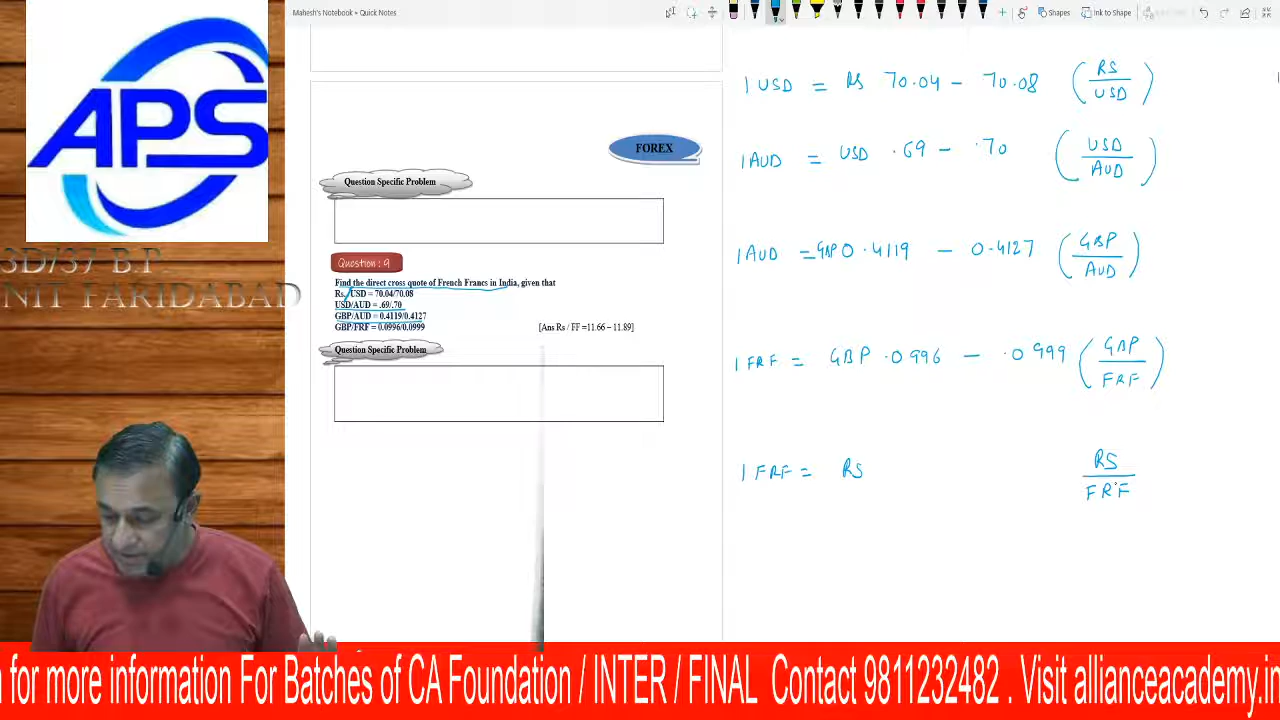 Mahesh's Notebook • Quick Notes
Shapes
Ink to Shape
APS
3D/37 B.P.
NIT FARIDABAD
FOREX
Question Specific Problem
Question : 9
Find the direct cross quote of French Francs in India, given that
Rs./USD = 70.04/70.08
USD/AUD = .69/.70
GBP/AUD = 0.4119/0.4127
GBP/FRF = 0.0996/0.0999 [Ans Rs / FF =11.66 – 11.89]
Question Specific Problem
1 USD = RS 70.04 – 70.08 (RS/USD)
1 AUD = USD .69 – .70 (USD/AUD)
1 AUD = GBP 0.4119 – 0.4127 (GBP/AUD)
1 FRF = GBP .0996 – .0999 (GBP/FRF)
1 FRF = RS RS/FRF
for more information For Batches of CA Foundation / INTER / FINAL Contact 9811232482 . Visit allianceacademy.in